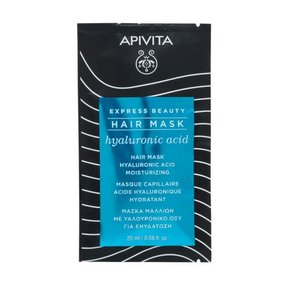 APIVITA
EXPRESS BEAUTY
HAIR MASK
hyaluronic acid
HAIR MASK
HYALURONIC ACID
MOISTURIZING
MASQUE CAPILLAIRE
ACIDE HYALURONIQUE
HYDRATANT
ΜΑΣΚΑ ΜΑΛΛΙΩΝ
ΜΕ ΥΑΛΟΥΡΟΝΙΚΟ ΟΞΥ
ΓΙΑ ΕΝΥΔΑΤΩΣΗ
20 ml / 0.68 fl. oz.